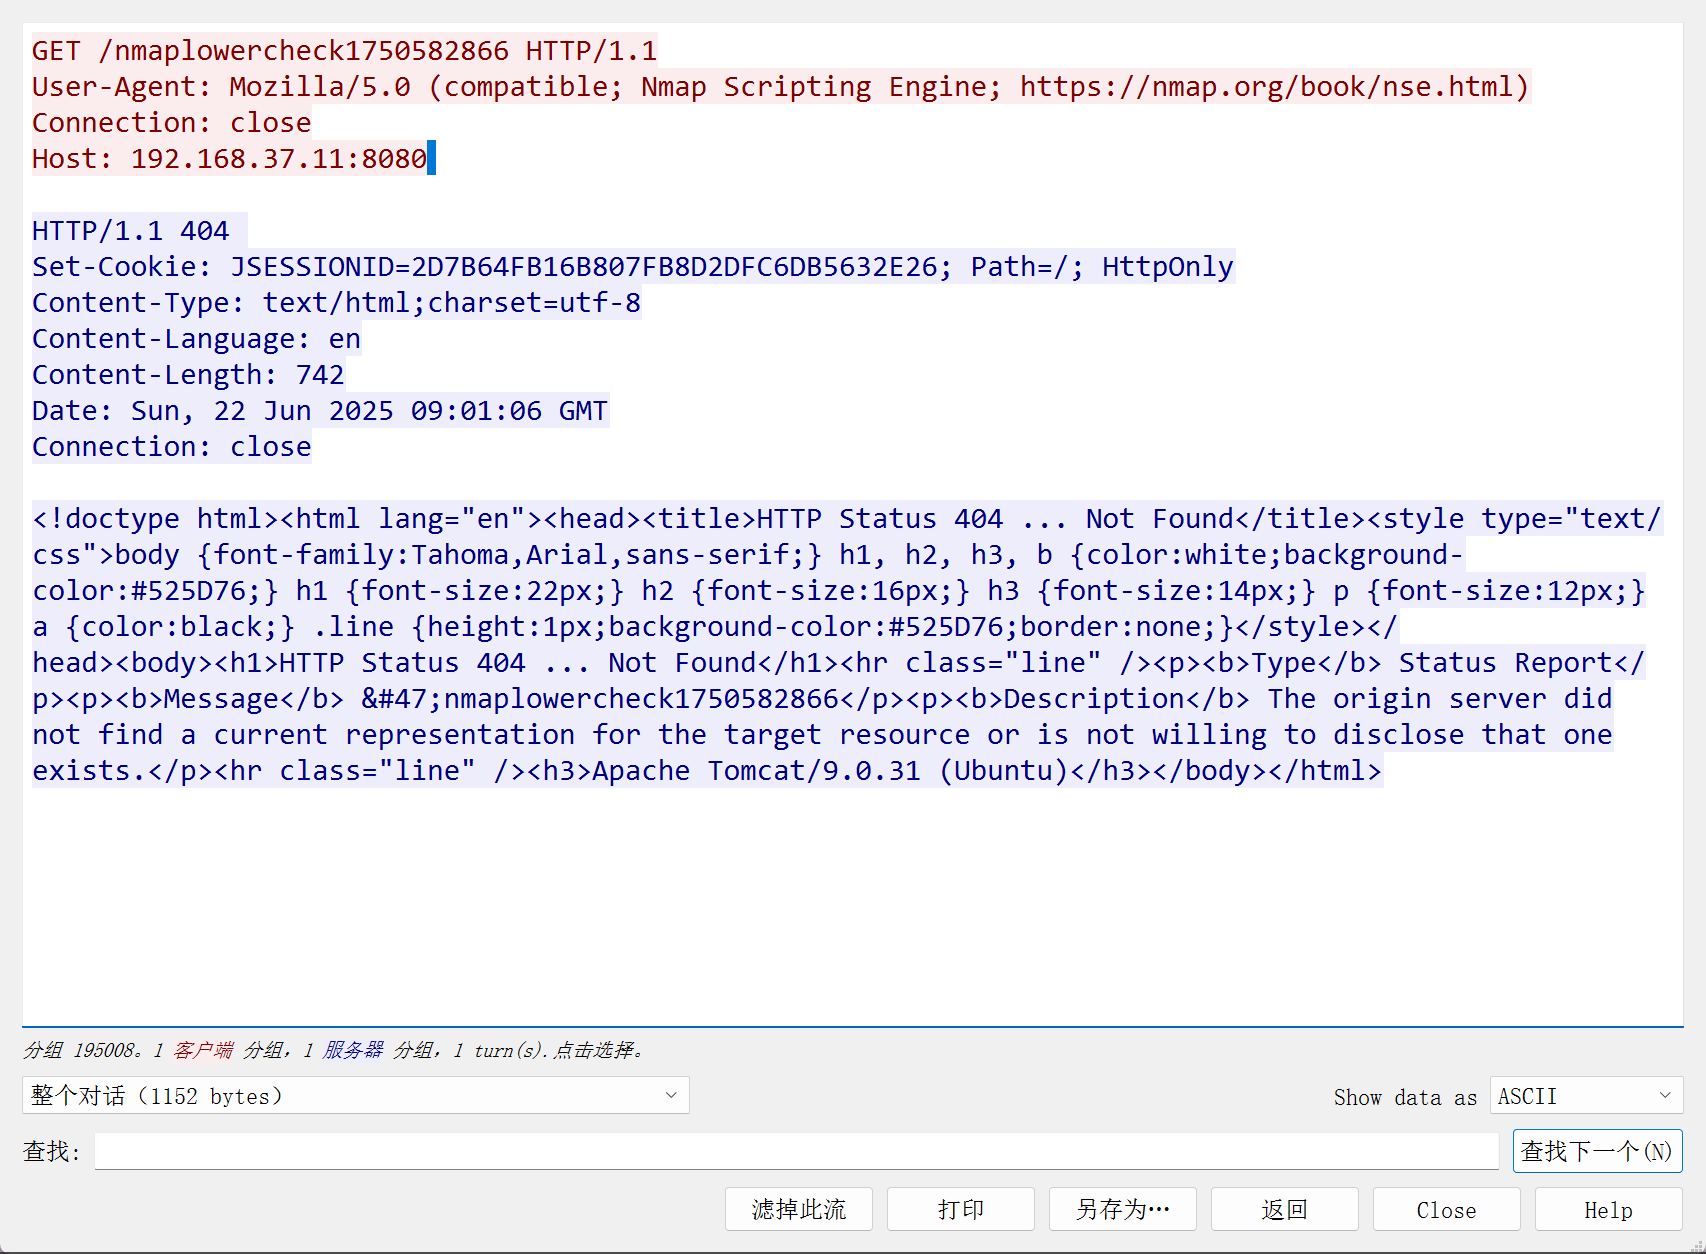 GET /nmaplowercheck1750582866 HTTP/1.1
User-Agent: Mozilla/5.0 (compatible; Nmap Scripting Engine; https://nmap.org/book/nse.html)
Connection: close
Host: 192.168.37.11:8080
HTTP/1.1 404
Set-Cookie: JSESSIONID=2D7B64FB16B807FB8D2DFC6DB5632E26; Path=/; HttpOnly
Content-Type: text/html;charset=utf-8
Content-Language: en
Content-Length: 742
Date: Sun, 22 Jun 2025 09:01:06 GMT
Connection: close
<!doctype html><html lang="en"><head><title>HTTP Status 404 ... Not Found</title><style type="text/
css">body {font-family:Tahoma,Arial,sans-serif;} h1, h2, h3, b {color:white;background-
color:#525D76;} h1 {font-size:22px;} h2 {font-size:16px;} h3 {font-size:14px;} p {font-size:12px;}
a {color:black;} .line {height:1px;background-color:#525D76;border:none;}</style></
head><body><h1>HTTP Status 404 ... Not Found</h1><hr class="line" /><p><b>Type</b> Status Report</
p><p><b>Message</b> &#47;nmaplowercheck1750582866</p><p><b>Description</b> The origin server did
not find a current representation for the target resource or is not willing to disclose that one
exists.</p><hr class="line" /><h3>Apache Tomcat/9.0.31 (Ubuntu)</h3></body></html>
分组 195008。1 客户端 分组，1 服务器 分组，1 turn(s).点击选择。
整个对话（1152 bytes） Show data as ASCII
查找: 查找下一个(N)
滤掉此流 打印 另存为… 返回 Close Help